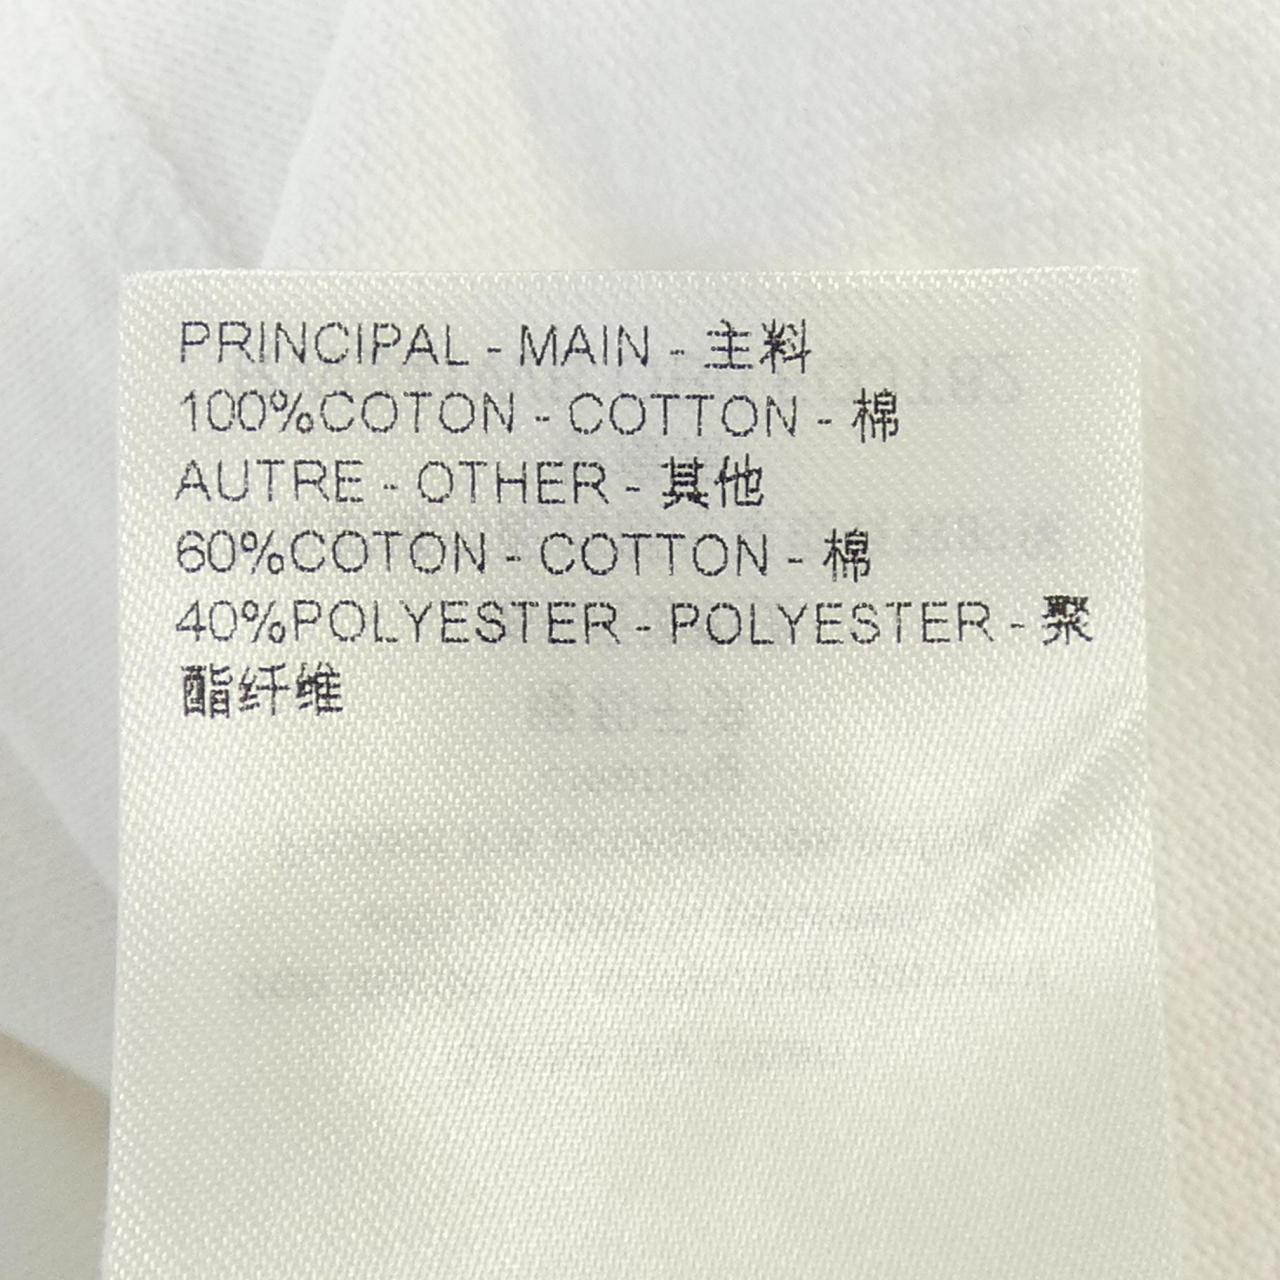 PRINCIPAL - MAIN - 主料
100%COTON - COTTON - 棉
AUTRE - OTHER - 其他
60%COTON - COTTON - 棉
40%POLYESTER - POLYESTER - 聚
酯纤维